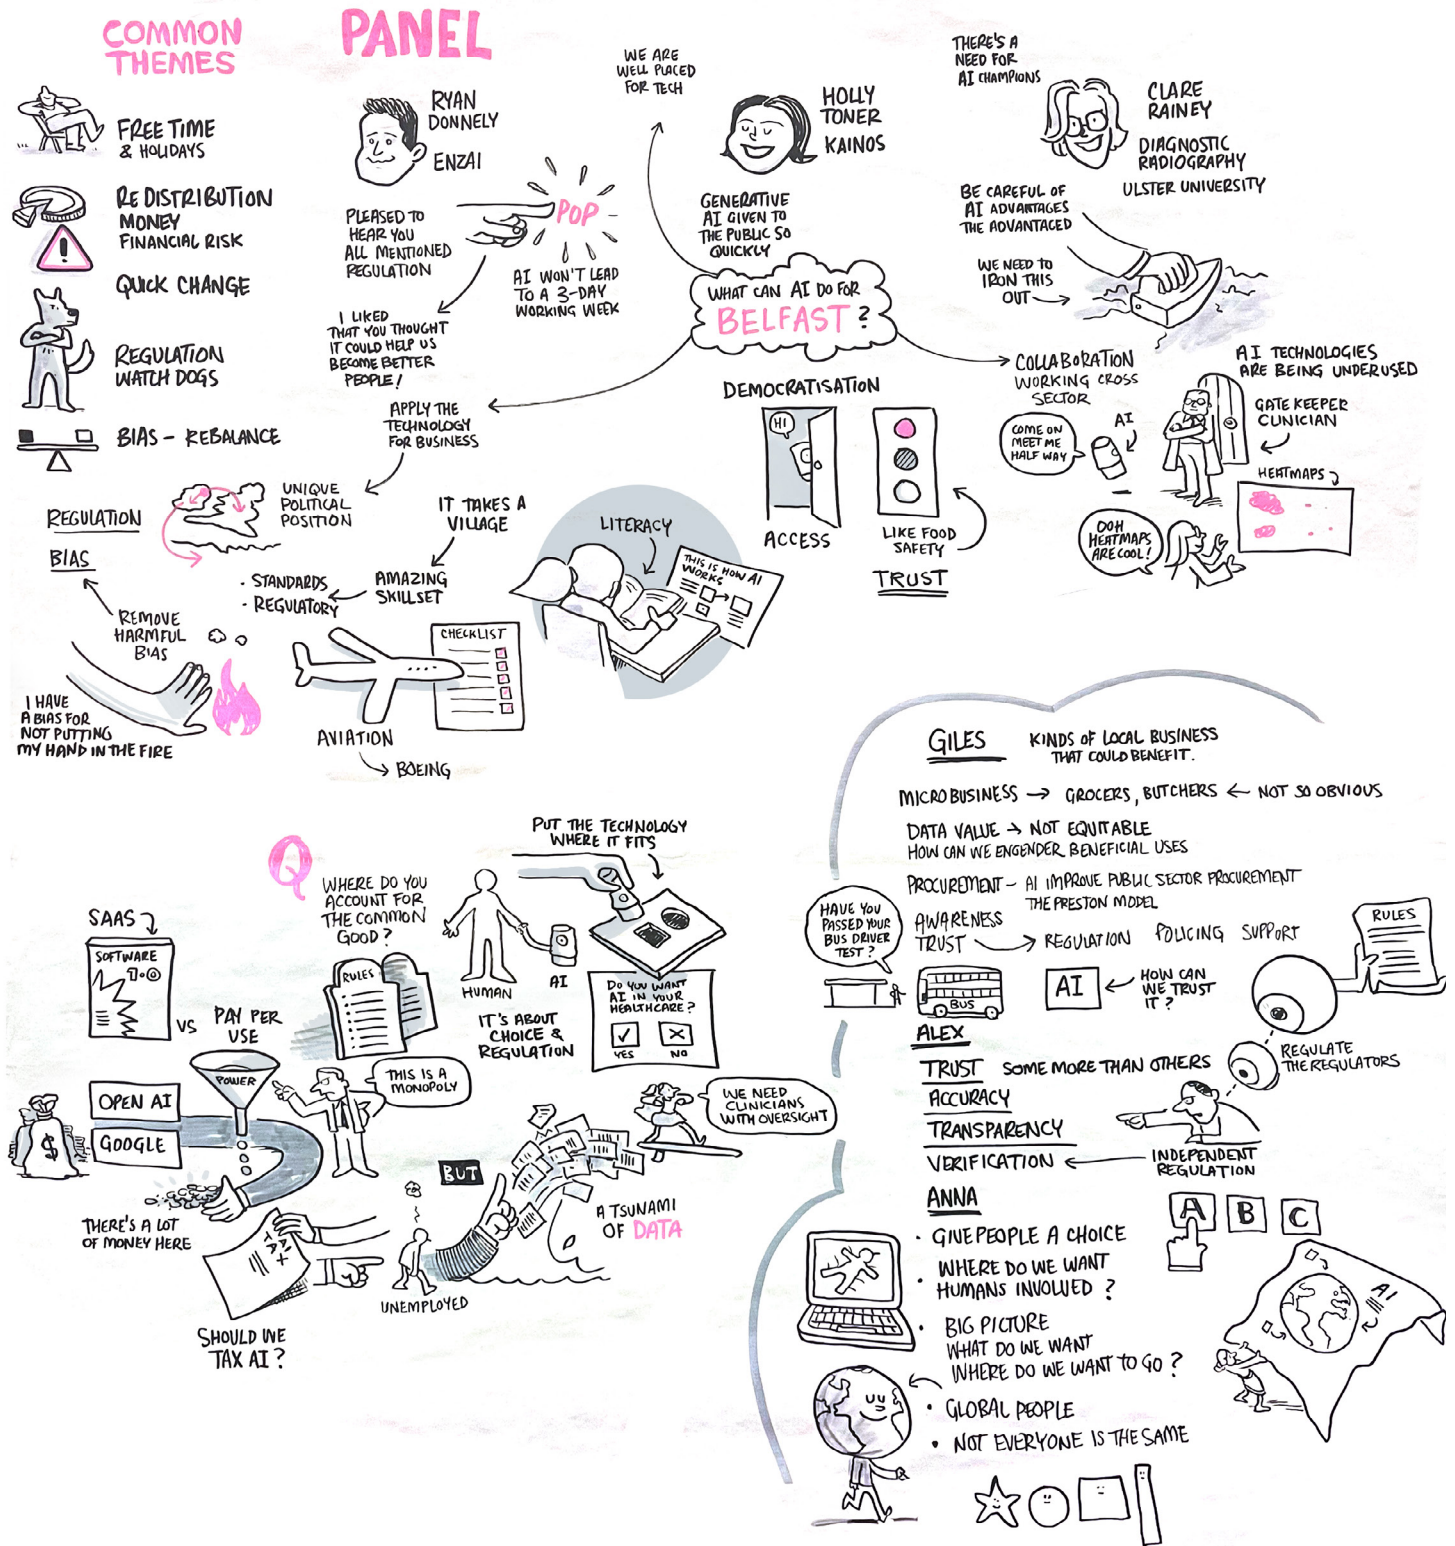 COMMON
THEMES
FREE TIME
& HOLIDAYS
REDISTRIBUTION
MONEY
FINANCIAL RISK
QUICK CHANGE
REGULATION
WATCH DOGS
BIAS - REBALANCE
PANEL
RYAN
DONNELY
ENZAI
PLEASED TO
HEAR YOU
ALL MENTIONED
REGULATION
POP
AI WON'T LEAD
TO A 3-DAY
WORKING WEEK
I LIKED
THAT YOU THOUGHT
IT COULD HELP US
BECOME BETTER
PEOPLE!
WE ARE
WELL PLACED
FOR TECH
HOLLY
TONER
KAINOS
GENERATIVE
AI GIVEN TO
THE PUBLIC SO
QUICKLY
THERE'S A
NEED FOR
AI CHAMPIONS
CLARE
RAINEY
DIAGNOSTIC
RADIOGRAPHY
ULSTER UNIVERSITY
BE CAREFUL OF
AI ADVANTAGES
THE ADVANTACED
WE NEED TO
IRON THIS
OUT
WHAT CAN AI DO FOR
BELFAST?
APPLY THE
TECHNOLOGY
FOR BUSINESS
UNIQUE
POLITICAL
POSITION
IT TAKES A
VILLAGE
AMAZING
SKILLSET
· STANDARDS
· REGULATORY
REGULATION
BIAS
REMOVE
HARMFUL
BIAS
I HAVE
A BIAS FOR
NOT PUTTING
MY HAND IN THE FIRE
CHECKLIST
AVIATION
BOEING
LITERACY
THIS IS HOW AI
WORKS
DEMOCRATISATION
HI
ACCESS
LIKE FOOD
SAFETY
TRUST
COLLABORATION
WORKING CROSS
SECTOR
AI TECHNOLOGIES
ARE BEING UNDERUSED
COME ON
MEET ME
HALF WAY
AI
GATEKEEPER
CLINICIAN
HEATMAPS
OOH
HEATMAPS
ARE COOL!
Q
WHERE DO YOU
ACCOUNT FOR
THE COMMON
GOOD?
RULES
PUT THE TECHNOLOGY
WHERE IT FITS
HUMAN
AI
IT'S ABOUT
CHOICE &
REGULATION
DO YOU WANT
AI IN YOUR
HEALTHCARE?
YES
NO
SAAS
SOFTWARE
1.0
VS
PAY PER
USE
POWER
OPEN AI
GOOGLE
$
THIS IS A
MONOPOLY
THERE'S A LOT
OF MONEY HERE
AI
TAX
SHOULD WE
TAX AI?
BUT
UNEMPLOYED
WE NEED
CLINICIANS
WITH OVERSIGHT
A TSUNAMI
OF DATA
GILES
KINDS OF LOCAL BUSINESS
THAT COULD BENEFIT.
MICROBUSINESS → GROCERS, BUTCHERS ← NOT SO OBVIOUS
DATA VALUE → NOT EQUITABLE
HOW CAN WE ENGENDER BENEFICIAL USES
PROCUREMENT - AI IMPROVE PUBLIC SECTOR PROCUREMENT
THE PRESTON MODEL
AWARENESS
TRUST → REGULATION POLICING SUPPORT
HAVE YOU
PASSED YOUR
BUS DRIVER
TEST?
BUS
AI
HOW CAN
WE TRUST
IT?
RULES
REGULATE
THE REGULATORS
ALEX
TRUST SOME MORE THAN OTHERS
ACCURACY
TRANSPARENCY
VERIFICATION ← INDEPENDENT
REGULATION
ANNA
· GIVE PEOPLE A CHOICE
A B C
· WHERE DO WE WANT
HUMANS INVOLVED?
· BIG PICTURE
WHAT DO WE WANT
WHERE DO WE WANT TO GO?
AI
· GLOBAL PEOPLE
· NOT EVERYONE IS THE SAME